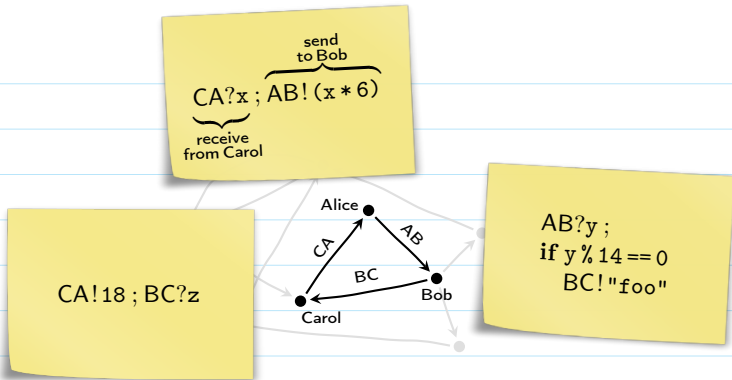 send
to Bob
CA?x ; AB!(x * 6)
receive
from Carol
Alice
CA
AB
BC
Bob
Carol
AB?y ;
if y % 14 == 0
BC!"foo"
CA!18 ; BC?z